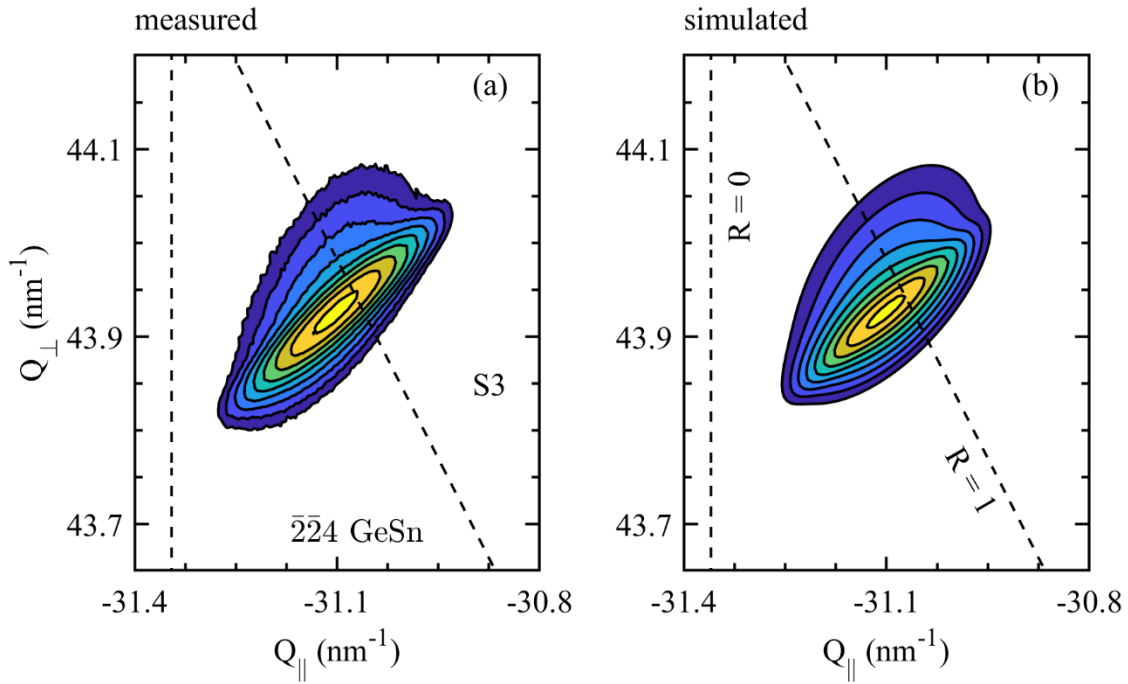 measured
simulated
(a)
(b)
44.1
43.9
43.7
Q⊥ (nm⁻¹)
S3
2̄2̄4 GeSn
-31.4
-31.1
-30.8
Q∥ (nm⁻¹)
44.1
43.9
43.7
R = 0
R = 1
-31.4
-31.1
-30.8
Q∥ (nm⁻¹)